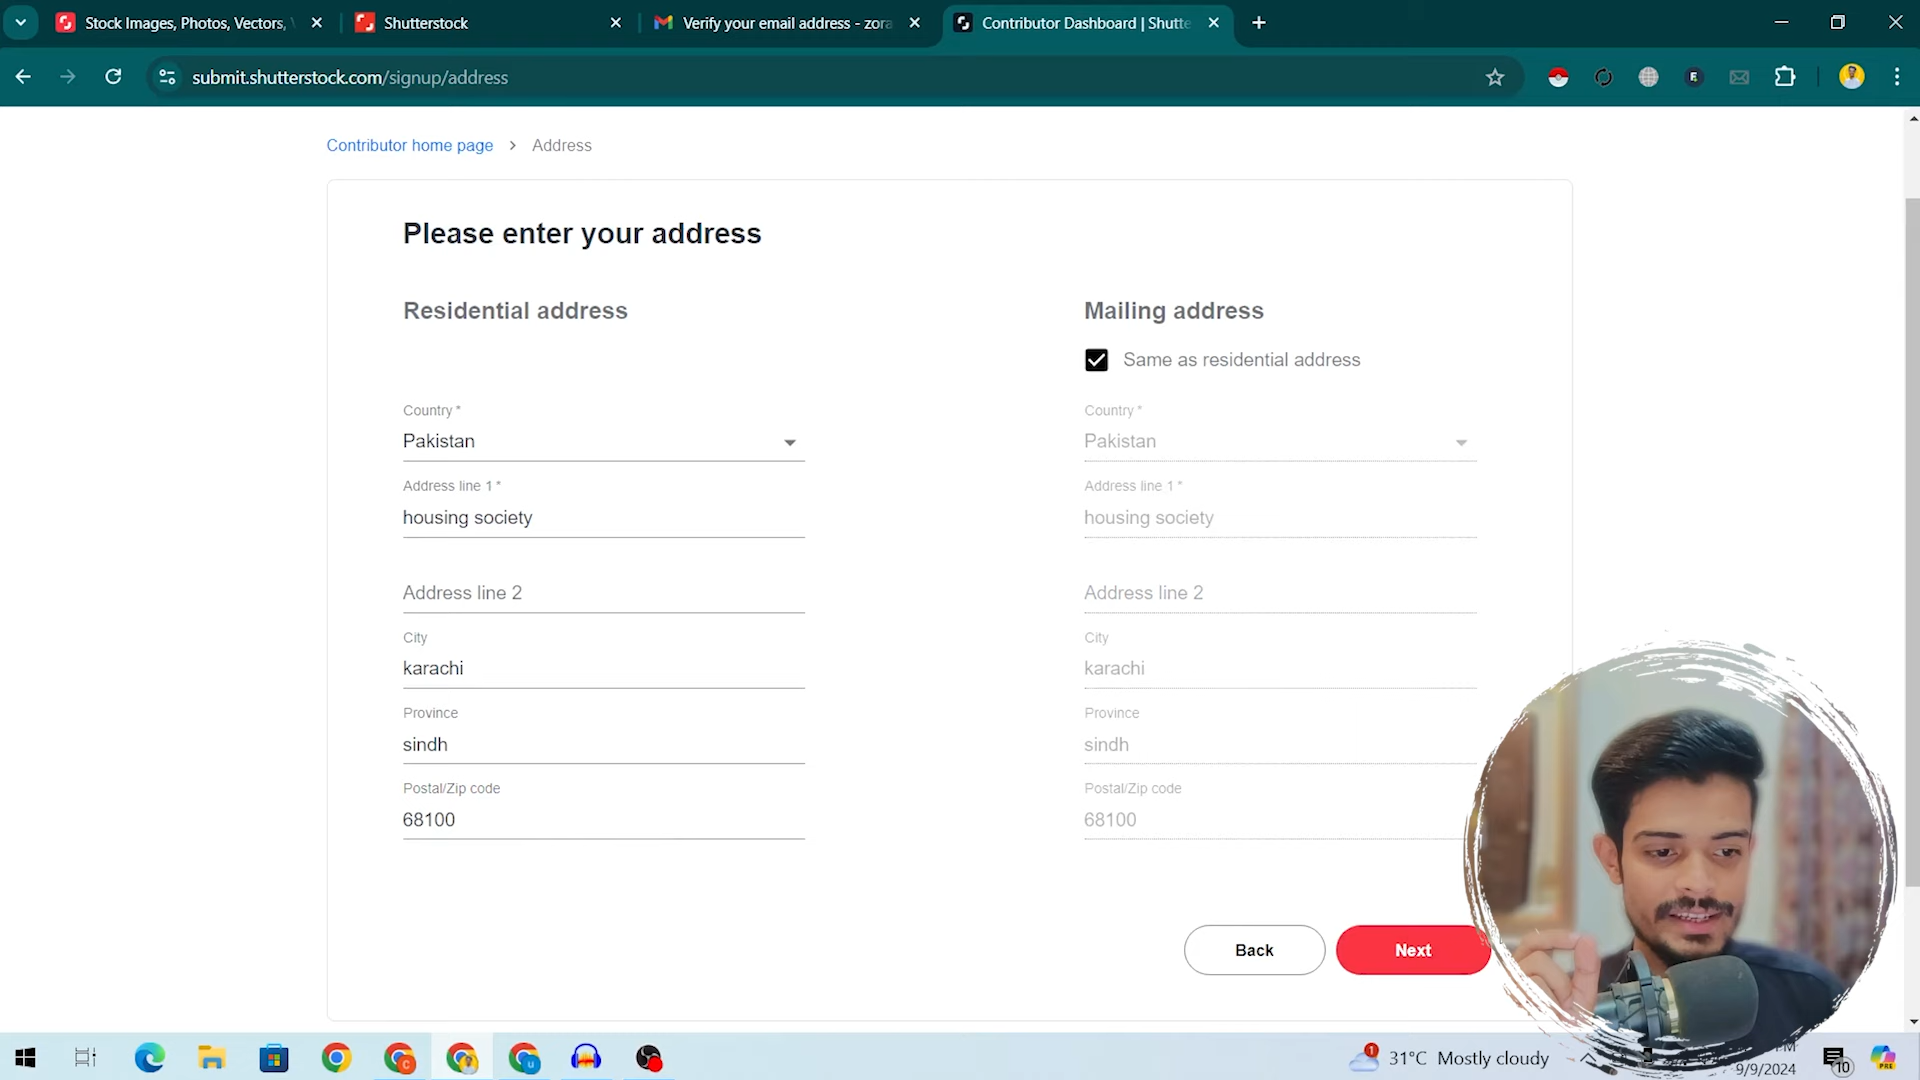 Stock Images, Photos, Vectors,
Shutterstock
Verify your email address - zora
Contributor Dashboard | Shutte
submit.shutterstock.com/signup/address
Contributor home page > Address
Please enter your address
Residential address
Mailing address
Same as residential address
Country *
Pakistan
Address line 1 *
housing society
Address line 2
City
karachi
Province
sindh
Postal/Zip code
68100
Country *
Pakistan
Address line 1 *
housing society
Address line 2
City
karachi
Province
sindh
Postal/Zip code
68100
Back
Next
31°C Mostly cloudy
9/9/2024
10